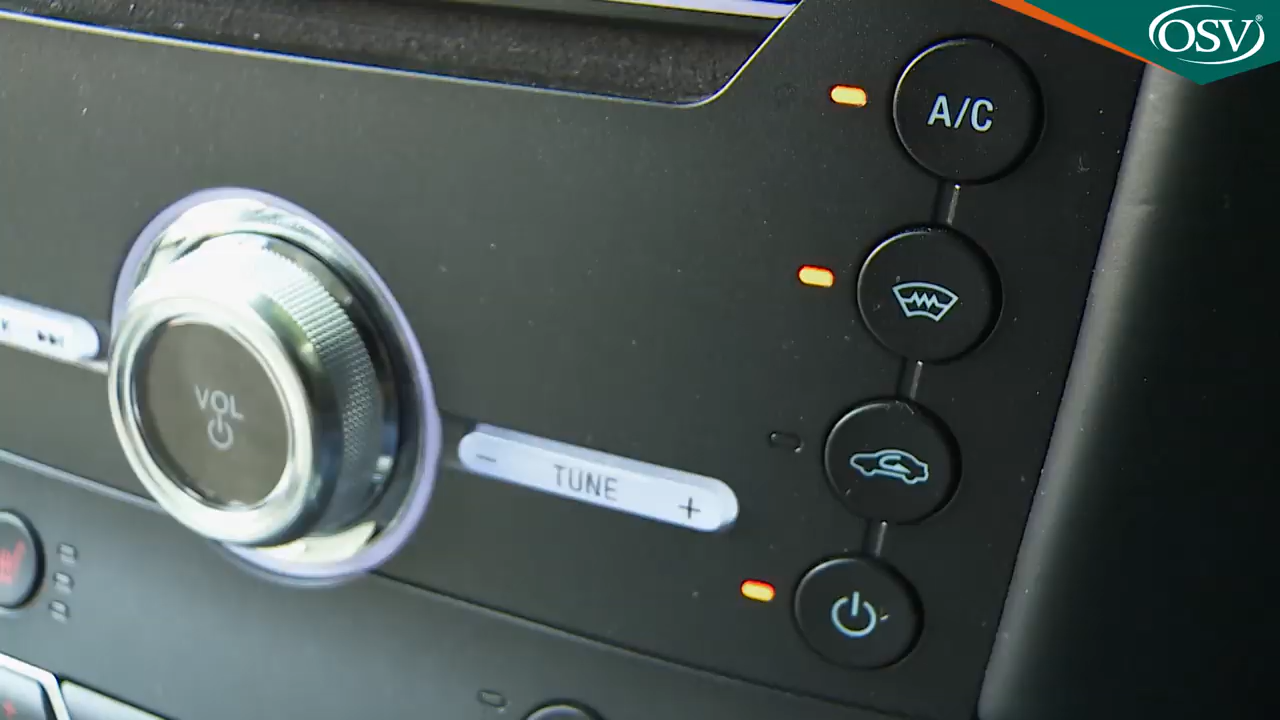 OSV
A/C
VOL
− TUNE +